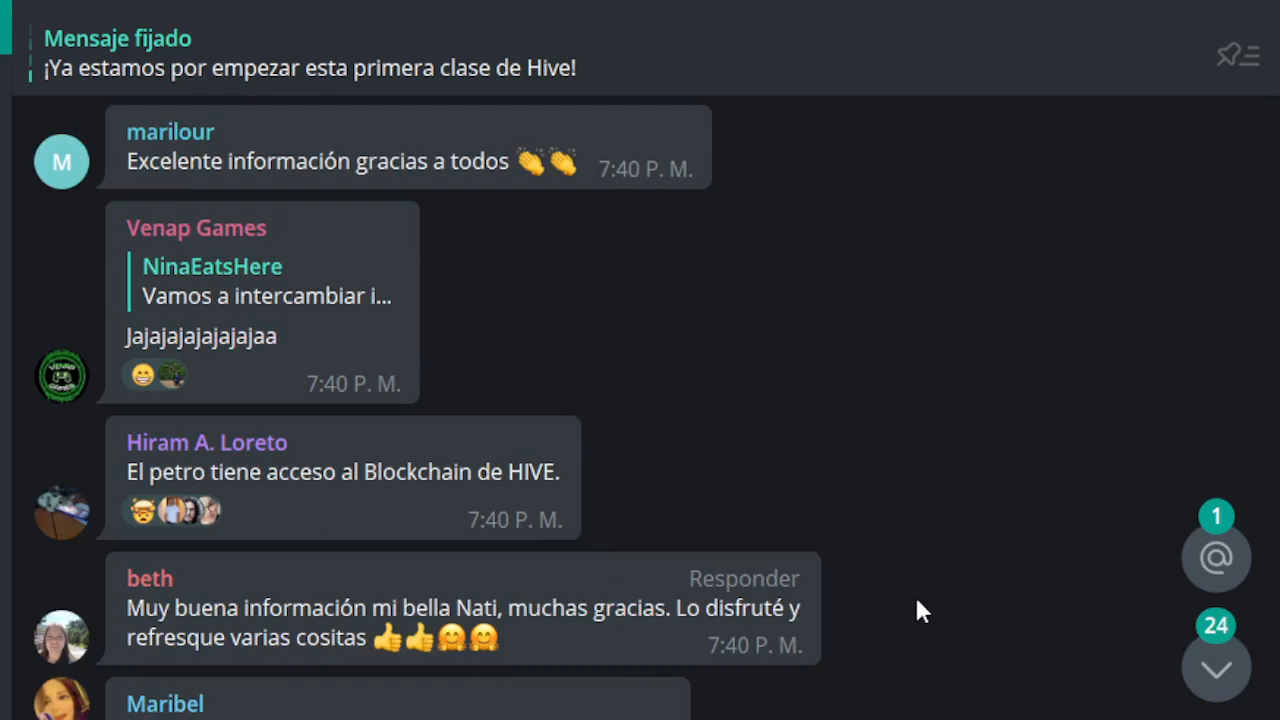 Mensaje fijado
¡Ya estamos por empezar esta primera clase de Hive!
marilour
M
Excelente información gracias a todos 👏👏 7:40 P. M.
Venap Games
NinaEatsHere
Vamos a intercambiar i...
Jajajajajajajaa
VENAP
GAMES
😁 7:40 P. M.
Hiram A. Loreto
El petro tiene acceso al Blockchain de HIVE.
🤯 7:40 P. M.
1
@
beth Responder
Muy buena información mi bella Nati, muchas gracias. Lo disfruté y
refresque varias cositas 👍👍🤗🤗 7:40 P. M.
24
Maribel